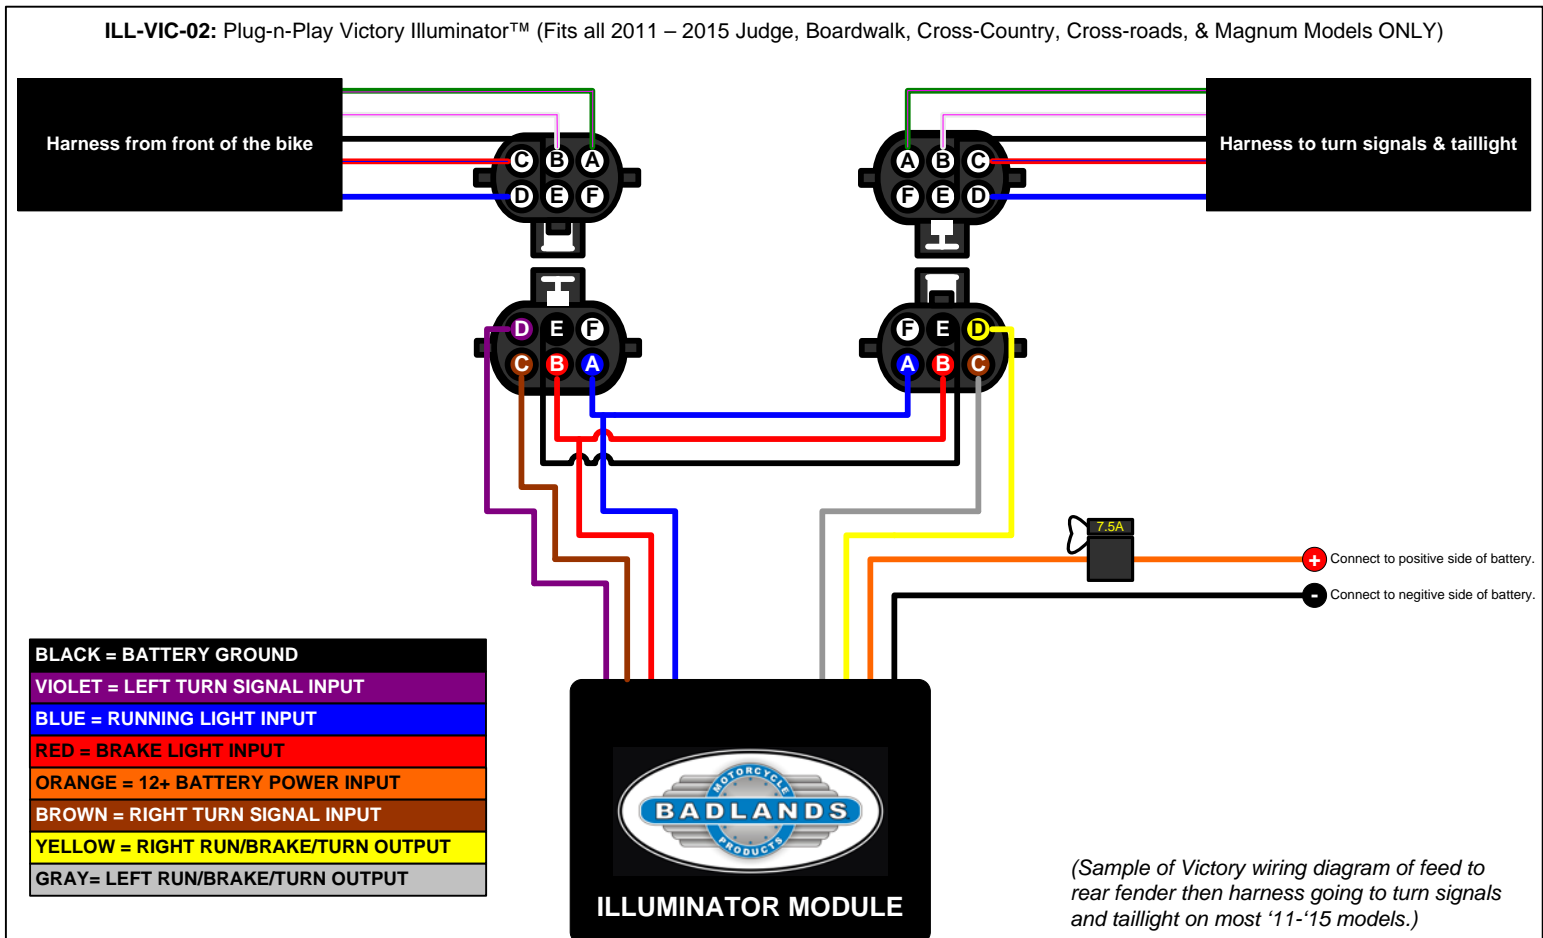 ILL-VIC-02: Plug-n-Play Victory Illuminator™ (Fits all 2011 – 2015 Judge, Boardwalk, Cross-Country, Cross-roads, & Magnum Models ONLY)
Harness from front of the bike
Harness to turn signals & taillight
C B A
D E F
A B C
F E D
D E F
C B A
F E D
A B C
7.5A
+ Connect to positive side of battery.
- Connect to negitive side of battery.
BLACK = BATTERY GROUND
VIOLET = LEFT TURN SIGNAL INPUT
BLUE = RUNNING LIGHT INPUT
RED = BRAKE LIGHT INPUT
ORANGE = 12+ BATTERY POWER INPUT
BROWN = RIGHT TURN SIGNAL INPUT
YELLOW = RIGHT RUN/BRAKE/TURN OUTPUT
GRAY= LEFT RUN/BRAKE/TURN OUTPUT
MOTORCYCLE
BADLANDS
PRODUCTS
ILLUMINATOR MODULE
(Sample of Victory wiring diagram of feed to
rear fender then harness going to turn signals
and taillight on most ‘11-‘15 models.)